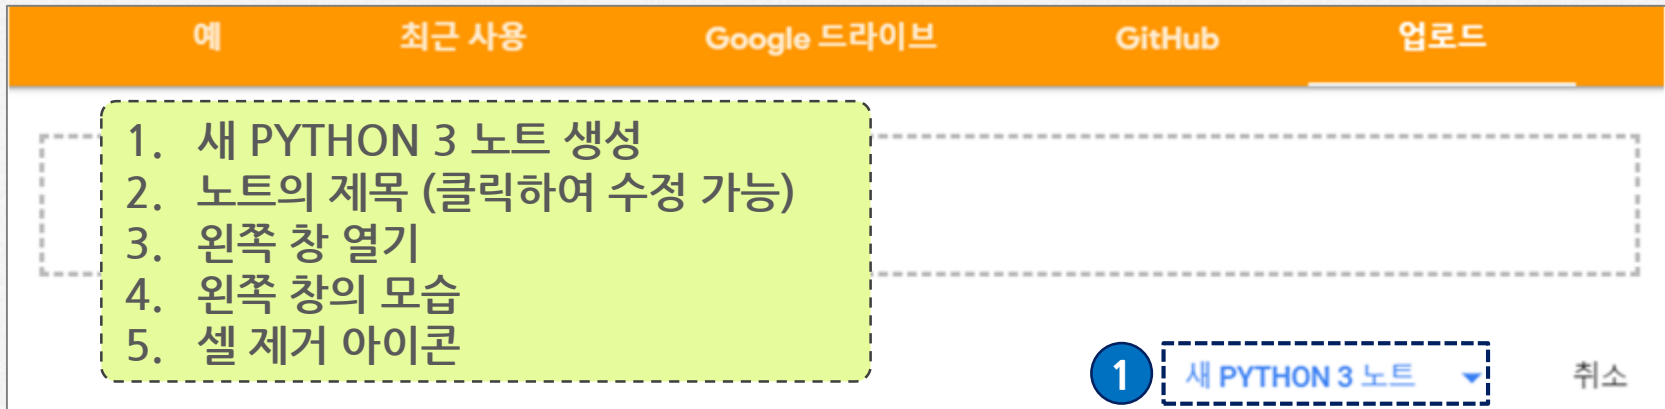 예 최근 사용 Google 드라이브 GitHub 업로드
1. 새 PYTHON 3 노트 생성
2. 노트의 제목 (클릭하여 수정 가능)
3. 왼쪽 창 열기
4. 왼쪽 창의 모습
5. 셀 제거 아이콘
1 새 PYTHON 3 노트 취소